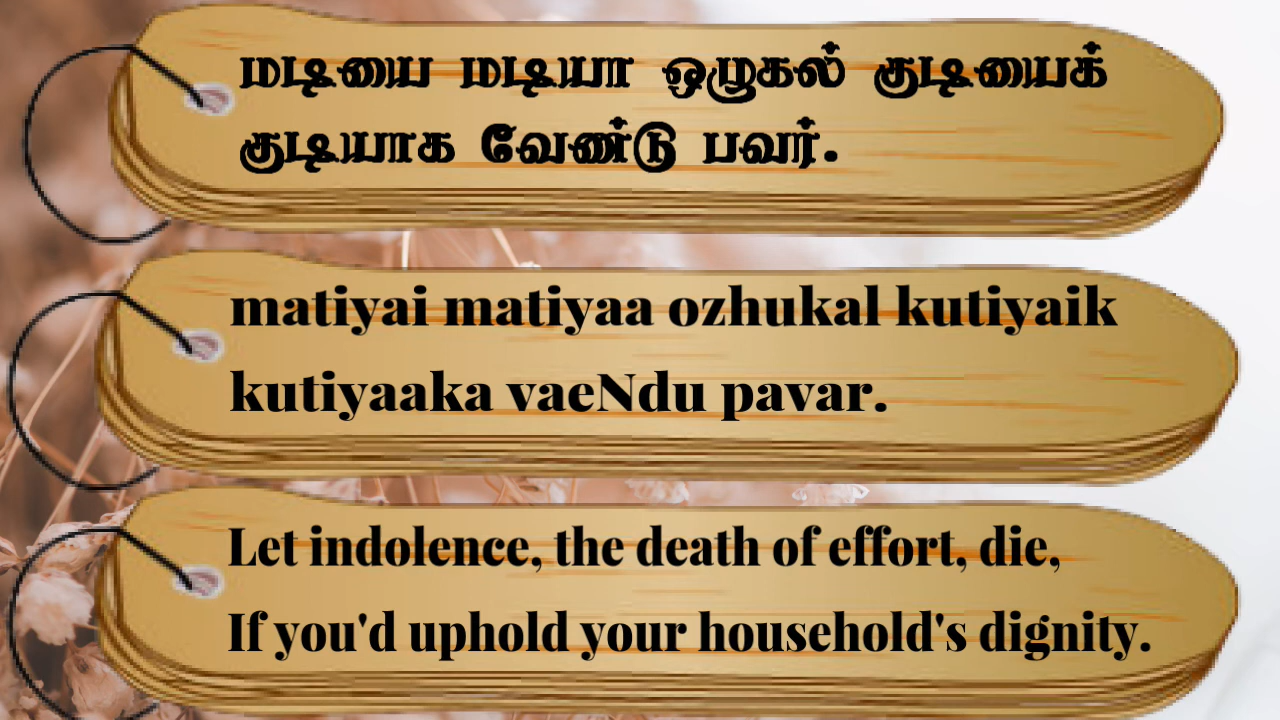 மடியை மடியா ஒழுகல் குடியைக்
குடியாக வேண்டு பவர்.
matiyai matiyaa ozhukal kutiyaik
kutiyaaka vaeNdu pavar.
Let indolence, the death of effort, die,
If you'd uphold your household's dignity.